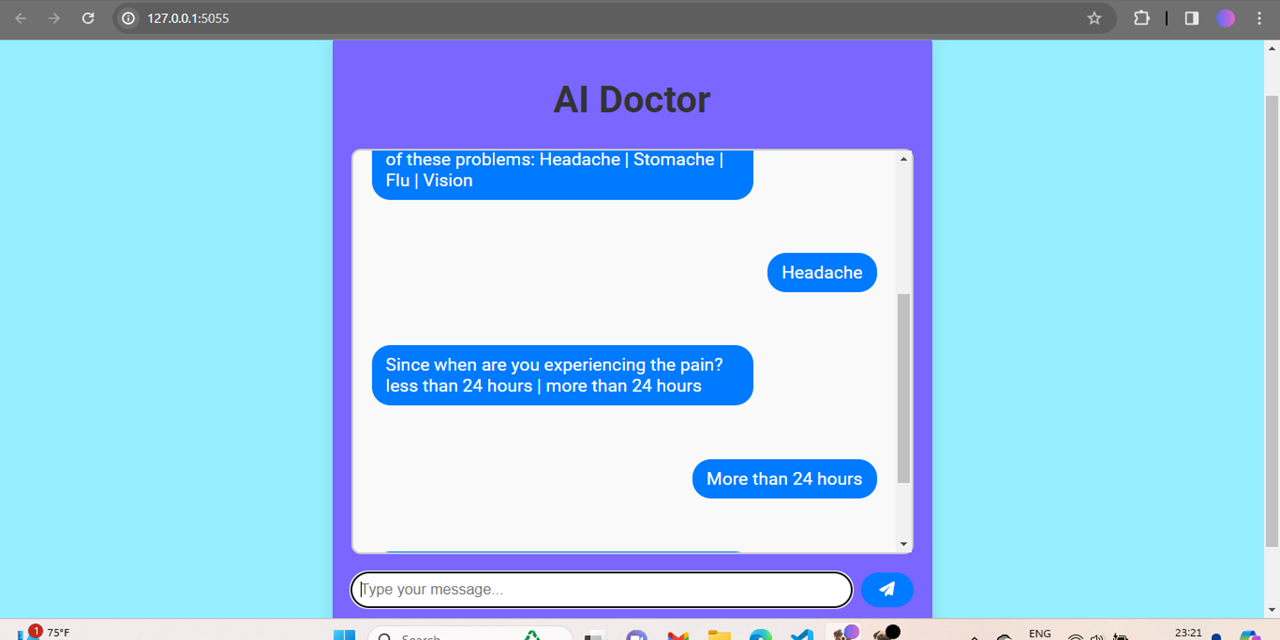 127.0.0.1:5055
AI Doctor
of these problems: Headache | Stomache |
Flu | Vision
Headache
Since when are you experiencing the pain?
less than 24 hours | more than 24 hours
More than 24 hours
Type your message...
1
75°F
Search
ENG
23:21